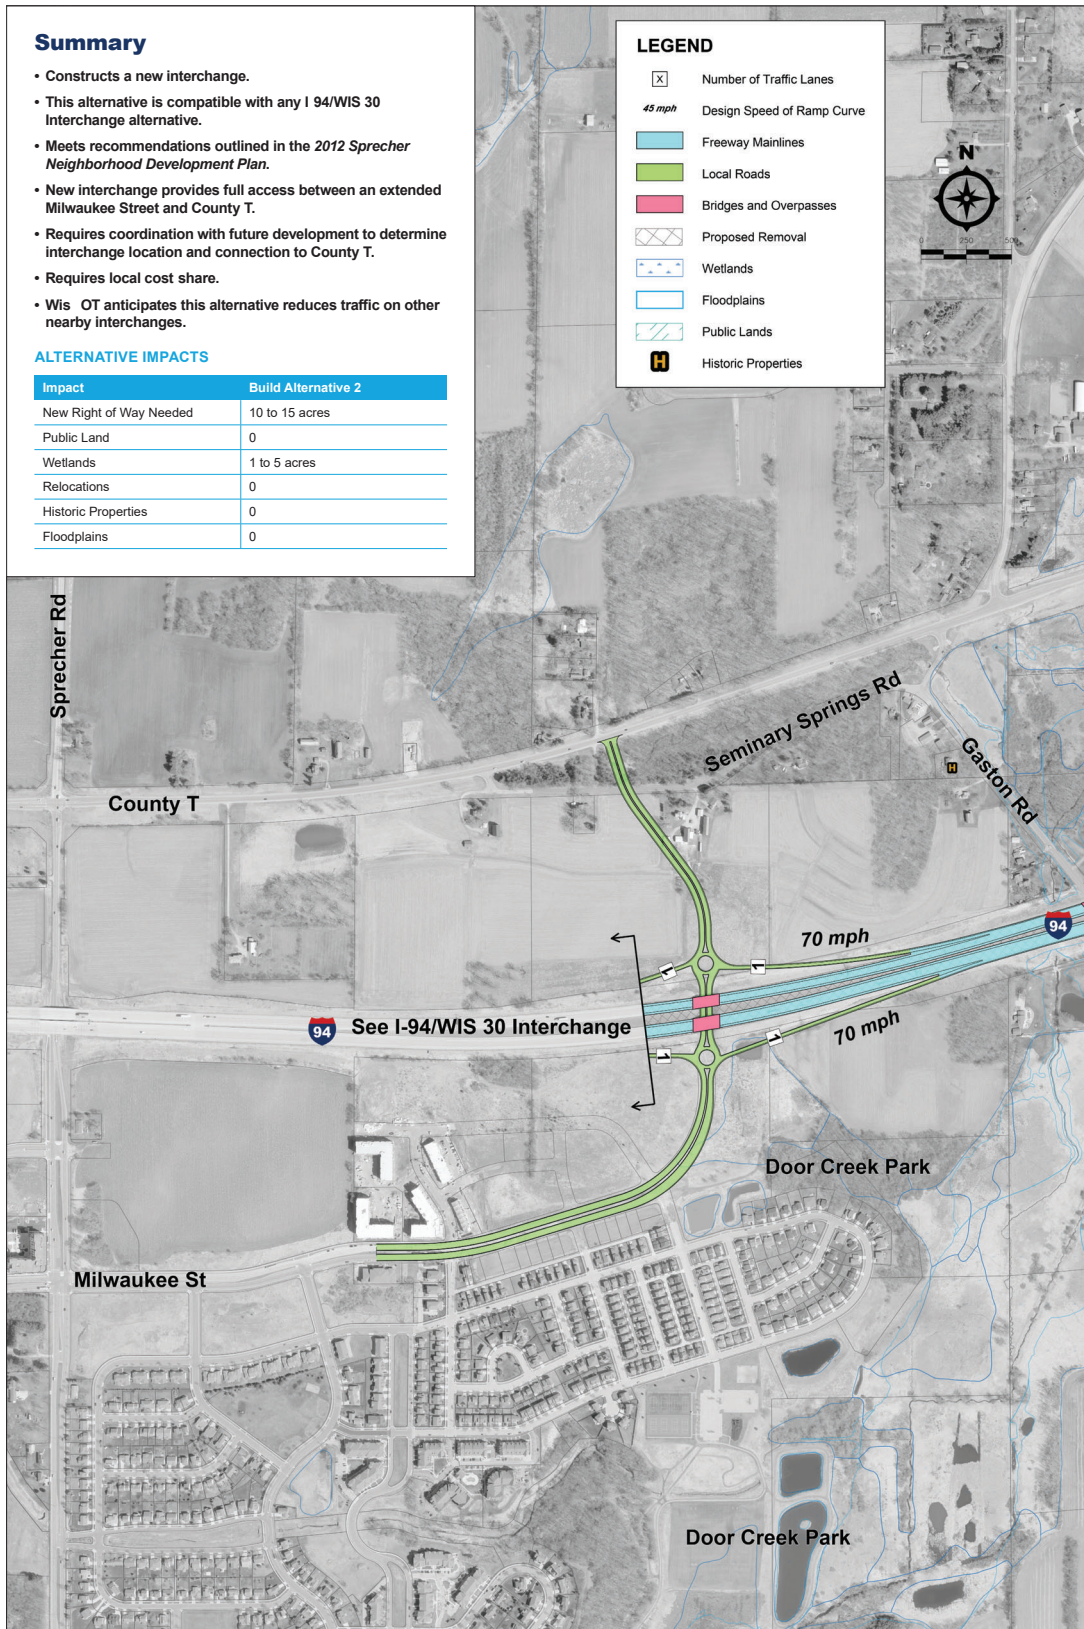 Summary
• Constructs a new interchange.
• This alternative is compatible with any I 94/WIS 30
Interchange alternative.
• Meets recommendations outlined in the 2012 Sprecher
Neighborhood Development Plan.
• New interchange provides full access between an extended
Milwaukee Street and County T.
• Requires coordination with future development to determine
interchange location and connection to County T.
• Requires local cost share.
• Wis OT anticipates this alternative reduces traffic on other
nearby interchanges.
ALTERNATIVE IMPACTS
Impact Build Alternative 2
New Right of Way Needed 10 to 15 acres
Public Land 0
Wetlands 1 to 5 acres
Relocations 0
Historic Properties 0
Floodplains 0
LEGEND
X Number of Traffic Lanes
45 mph Design Speed of Ramp Curve
Freeway Mainlines
Local Roads
Bridges and Overpasses
Proposed Removal
Wetlands
Floodplains
Public Lands
H Historic Properties
N
0 250 500
Sprecher Rd
Seminary Springs Rd
Gaston Rd
H
County T
94
70 mph
1
1
94
See I-94/WIS 30 Interchange
70 mph
1
1
Door Creek Park
Milwaukee St
Door Creek Park